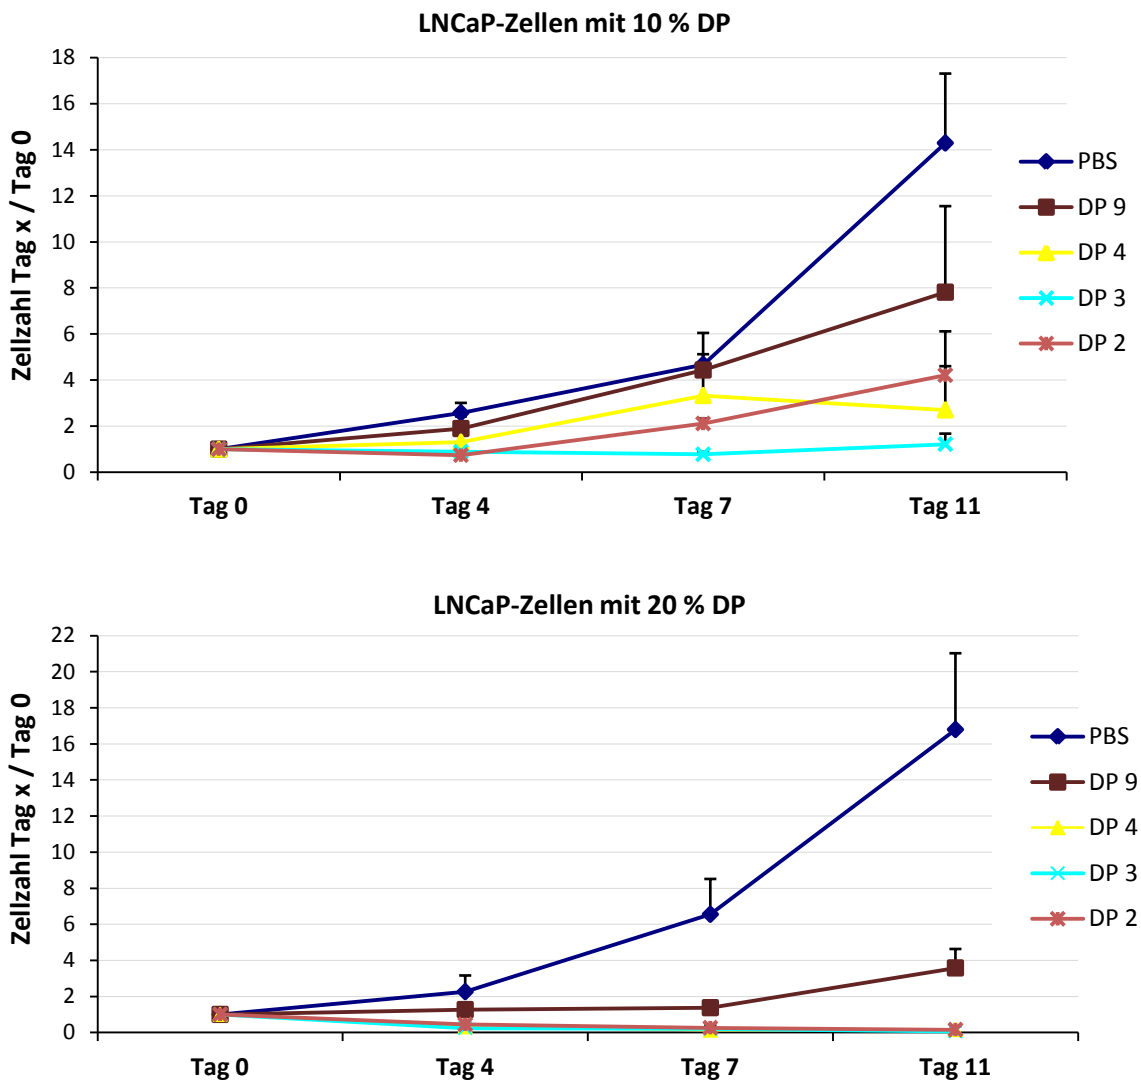 LNCaP-Zellen mit 10 % DP
Zellzahl Tag x / Tag 0
18
16
14
12
10
8
6
4
2
0
Tag 0
Tag 4
Tag 7
Tag 11
PBS
DP 9
DP 4
DP 3
DP 2
LNCaP-Zellen mit 20 % DP
Zellzahl Tag x / Tag 0
22
20
18
16
14
12
10
8
6
4
2
0
Tag 0
Tag 4
Tag 7
Tag 11
PBS
DP 9
DP 4
DP 3
DP 2